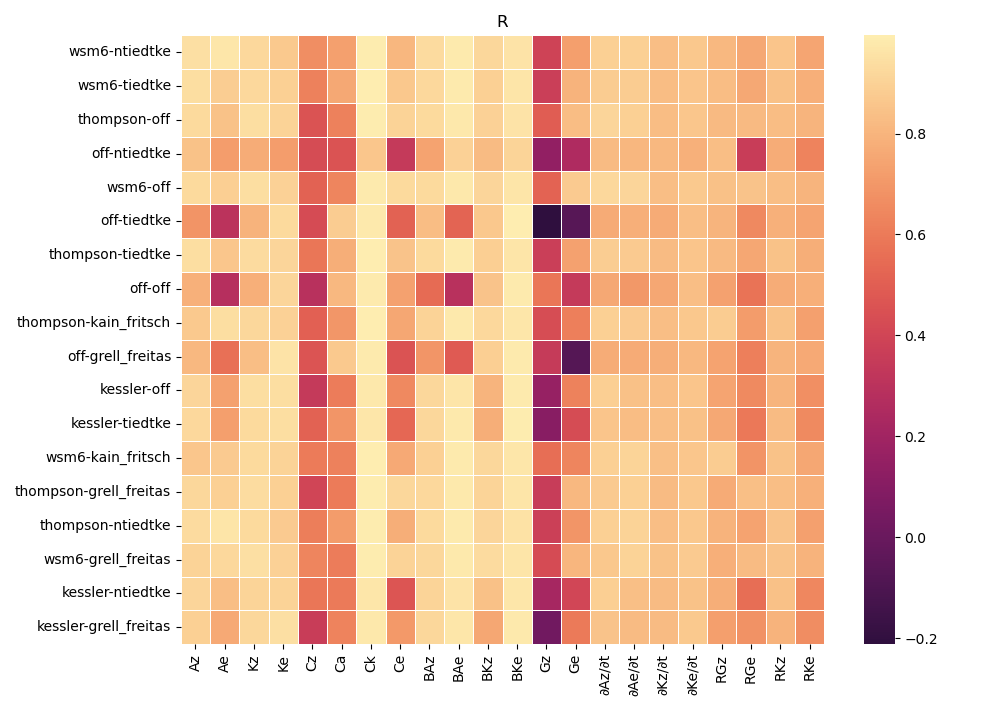 R
wsm6-ntiedtke
wsm6-tiedtke
thompson-off
off-ntiedtke
wsm6-off
off-tiedtke
thompson-tiedtke
off-off
thompson-kain_fritsch
off-grell_freitas
kessler-off
kessler-tiedtke
wsm6-kain_fritsch
thompson-grell_freitas
thompson-ntiedtke
wsm6-grell_freitas
kessler-ntiedtke
kessler-grell_freitas
Az Ae Kz Ke Cz Ca Ck Ce BAz BAe BKz BKe Gz Ge ∂Az/∂t ∂Ae/∂t ∂Kz/∂t ∂Ke/∂t RGz RGe RKz RKe
0.8
0.6
0.4
0.2
0.0
−0.2